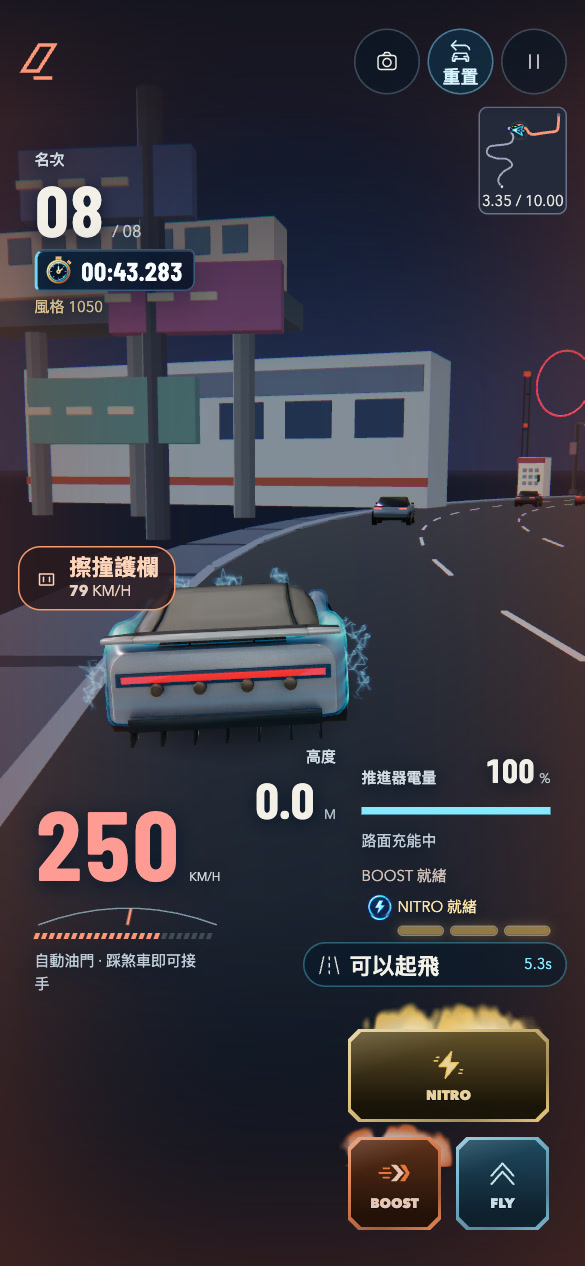 重置
3.35 / 10.00
名次
08 / 08
00:43.283
風格 1050
擦撞護欄
79 KM/H
高度
0.0 M
推進器電量 100 %
路面充能中
250 KM/H
BOOST 就緒
NITRO 就緒
自動油門 · 踩煞車即可接
手
可以起飛 5.3s
NITRO
BOOST
FLY